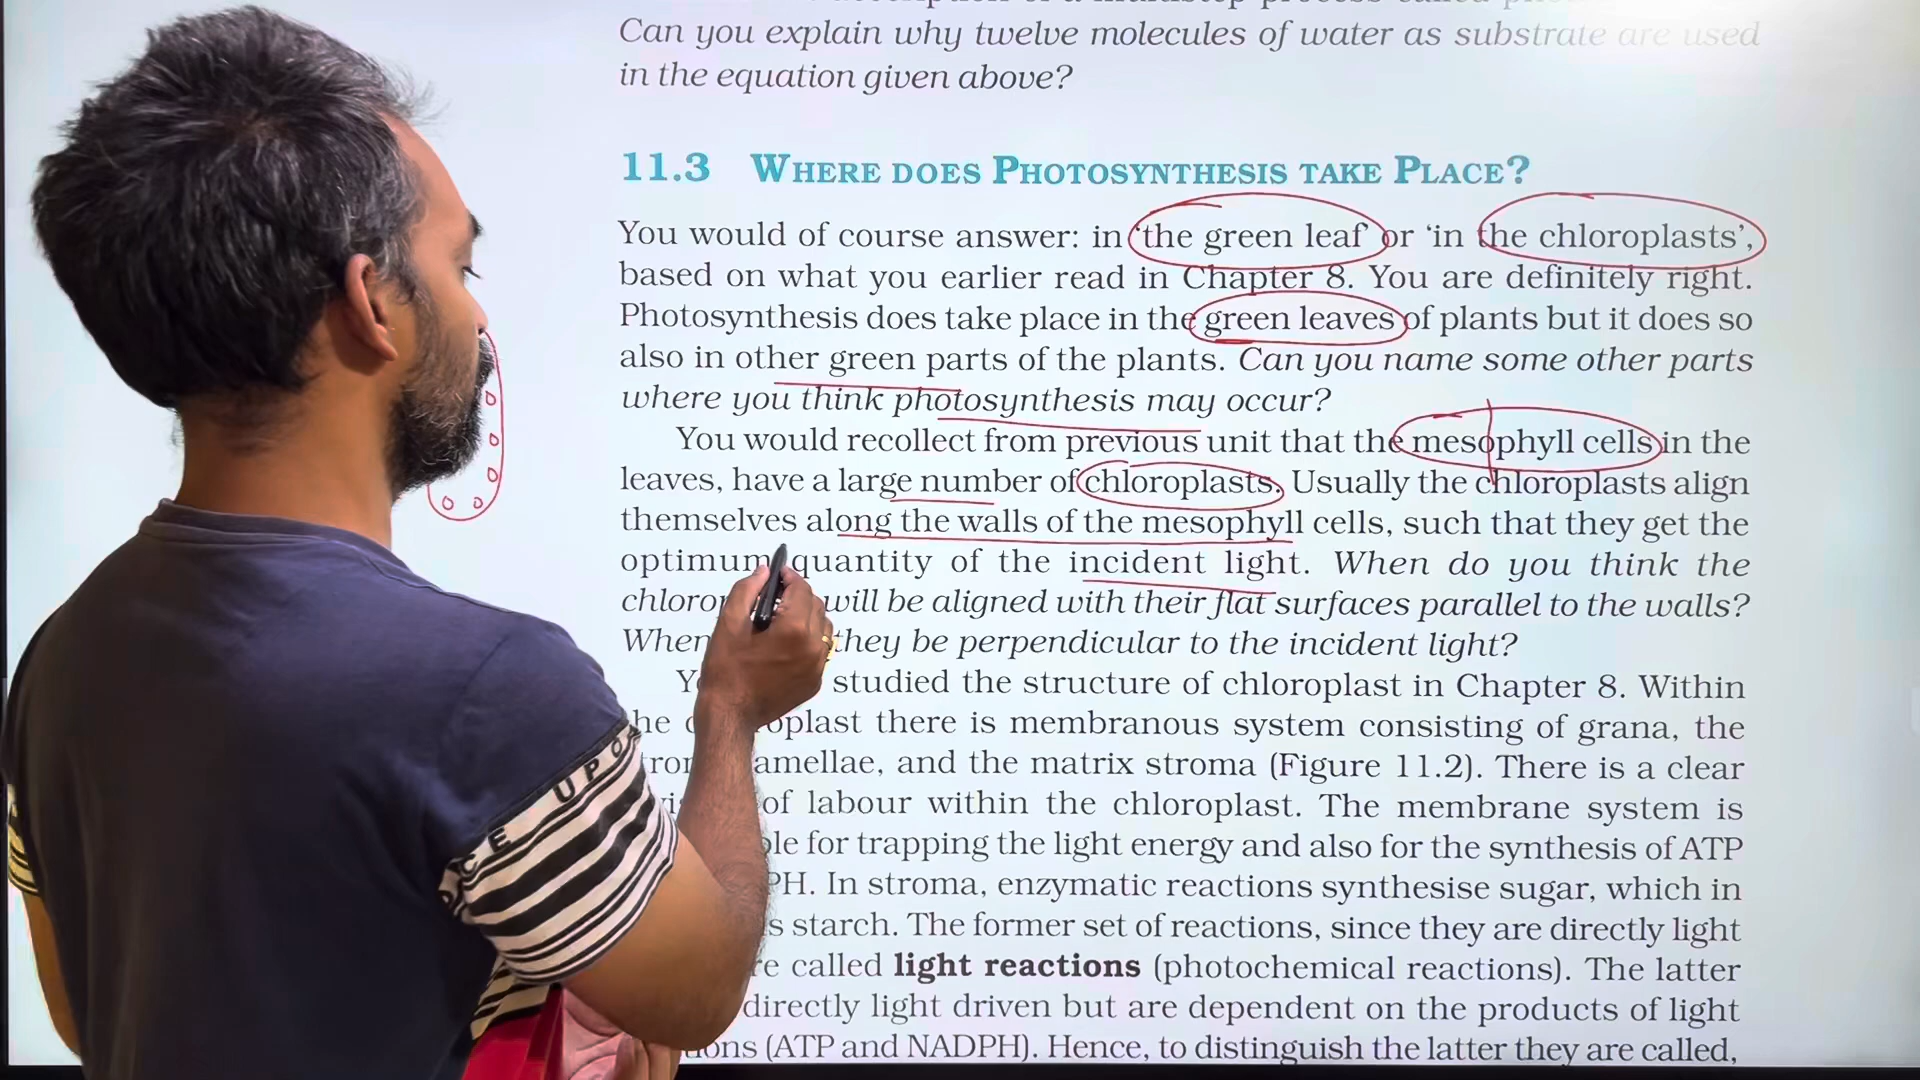 Can you explain why twelve molecules of water as substrate are used
in the equation given above?
11.3 WHERE DOES PHOTOSYNTHESIS TAKE PLACE?
You would of course answer: in ‘the green leaf’ or ‘in the chloroplasts’,
based on what you earlier read in Chapter 8. You are definitely right.
Photosynthesis does take place in the green leaves of plants but it does so
also in other green parts of the plants. Can you name some other parts
where you think photosynthesis may occur?
You would recollect from previous unit that the mesophyll cells in the
leaves, have a large number of chloroplasts. Usually the chloroplasts align
themselves along the walls of the mesophyll cells, such that they get the
optimum quantity of the incident light. When do you think the
will be aligned with their flat surfaces parallel to the walls?
When they be perpendicular to the incident light?
studied the structure of chloroplast in Chapter 8. Within
there is membranous system consisting of grana, the
and the matrix stroma (Figure 11.2). There is a clear
of labour within the chloroplast. The membrane system is
for trapping the light energy and also for the synthesis of ATP
In stroma, enzymatic reactions synthesise sugar, which in
starch. The former set of reactions, since they are directly light
called light reactions (photochemical reactions). The latter
directly light driven but are dependent on the products of light
(ATP and NADPH). Hence, to distinguish the latter they are called,